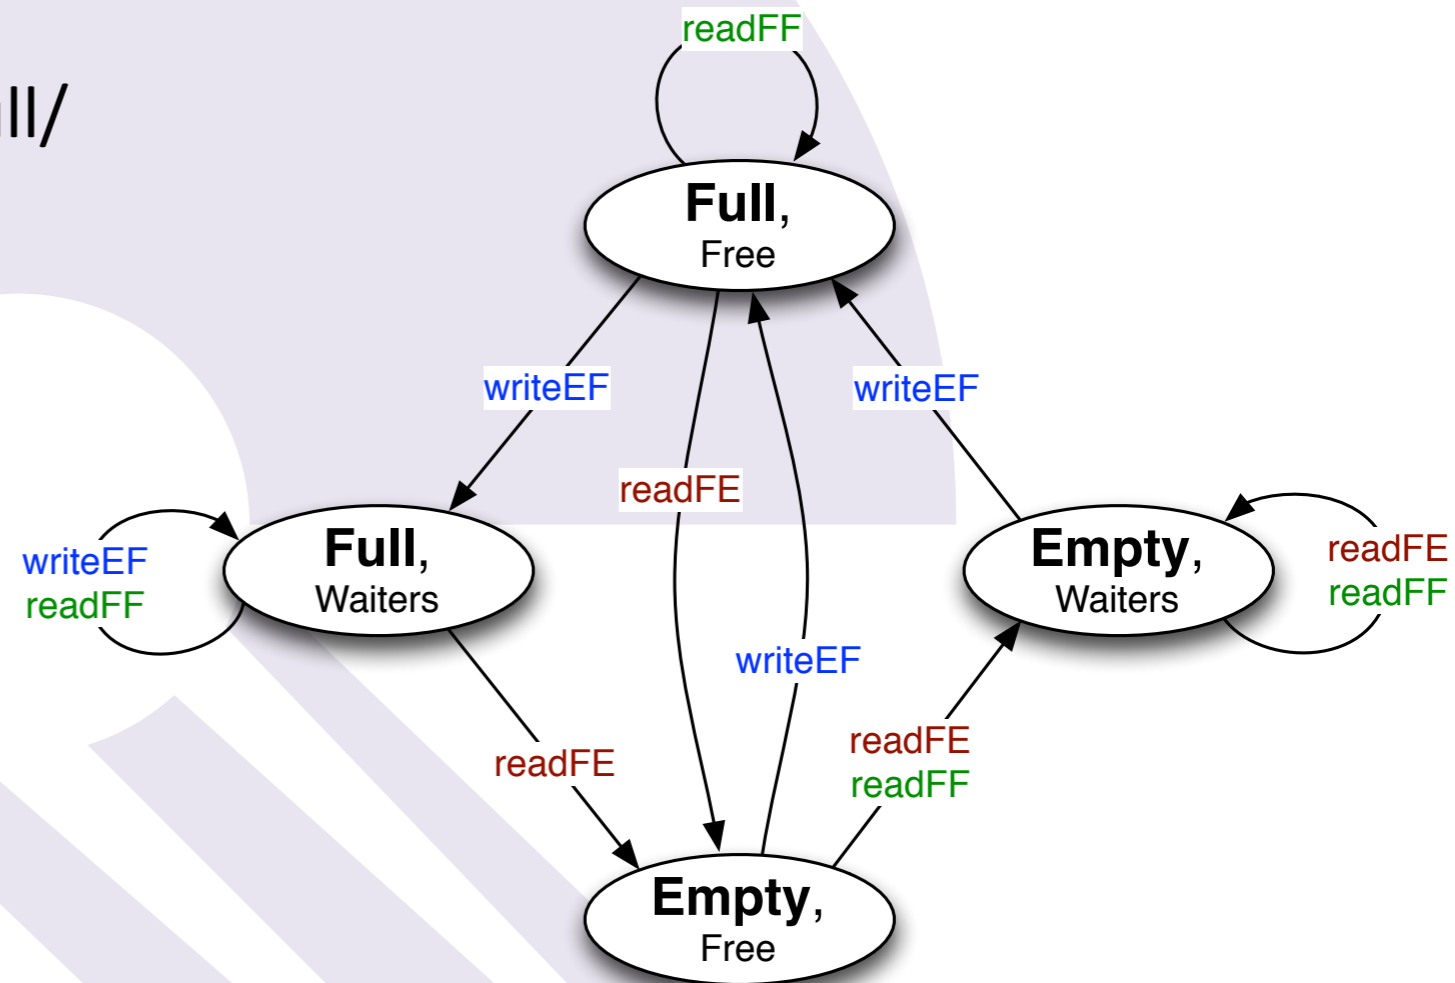 readFF
ll/
Full,
Free
writeEF
writeEF
readFE
Full,
Waiters
Empty,
Waiters
writeEF
readFF
readFE
readFF
writeEF
readFE
readFE
readFF
Empty,
Free